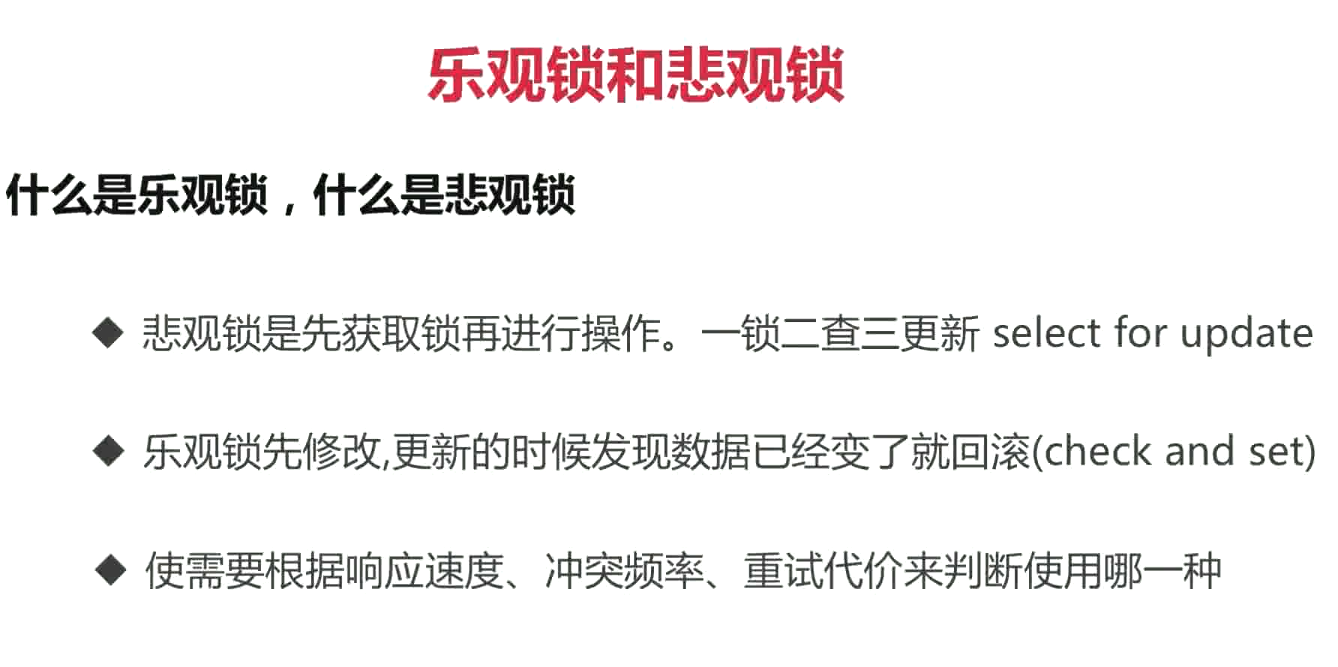 乐观锁和悲观锁
什么是乐观锁，什么是悲观锁
◆ 悲观锁是先获取锁再进行操作。一锁二查三更新 select for update
◆ 乐观锁先修改,更新的时候发现数据已经变了就回滚(check and set)
◆ 使需要根据响应速度、冲突频率、重试代价来判断使用哪一种